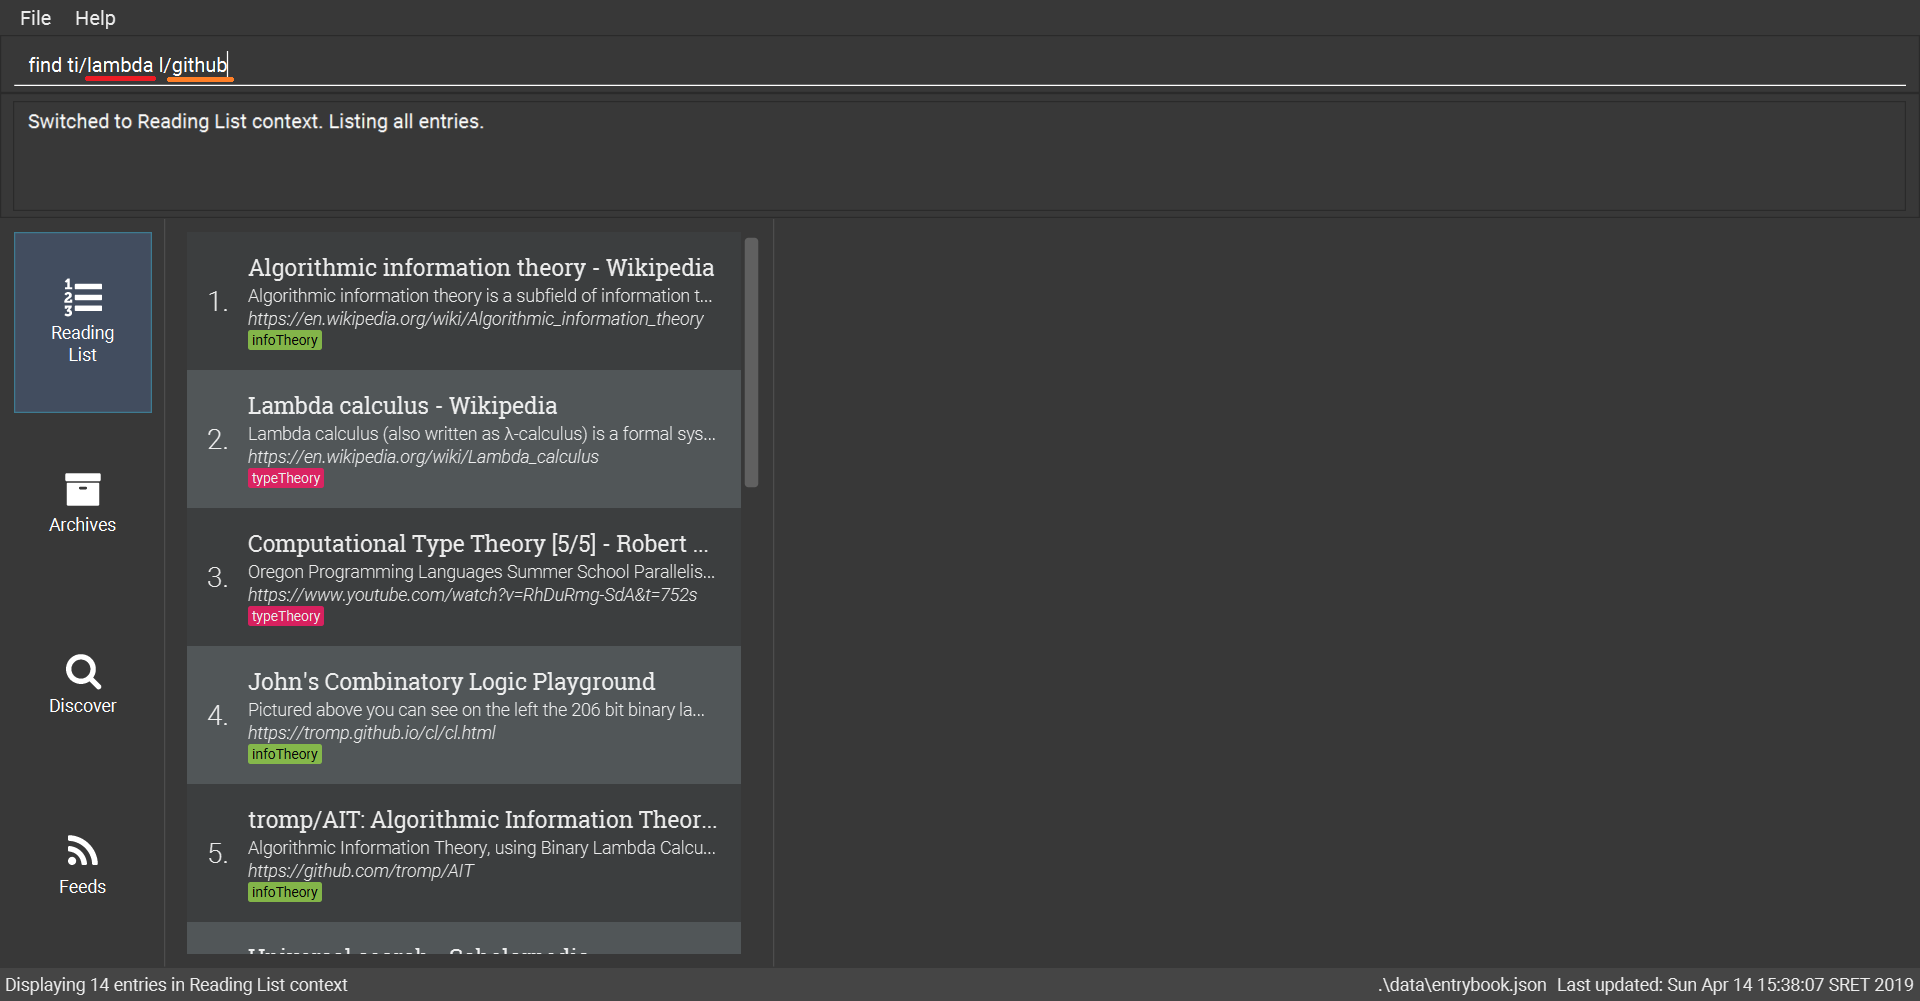 File Help
find ti/lambda l/github
Switched to Reading List context. Listing all entries.
1
2
3
Reading
List
Archives
Discover
Feeds
1.
Algorithmic information theory - Wikipedia
Algorithmic information theory is a subfield of information t...
https://en.wikipedia.org/wiki/Algorithmic_information_theory
infoTheory
2.
Lambda calculus - Wikipedia
Lambda calculus (also written as λ-calculus) is a formal sys...
https://en.wikipedia.org/wiki/Lambda_calculus
typeTheory
3.
Computational Type Theory [5/5] - Robert ...
Oregon Programming Languages Summer School Parallelis...
https://www.youtube.com/watch?v=RhDuRmg-SdA&t=752s
typeTheory
4.
John's Combinatory Logic Playground
Pictured above you can see on the left the 206 bit binary la...
https://tromp.github.io/cl/cl.html
infoTheory
5.
tromp/AIT: Algorithmic Information Theor...
Algorithmic Information Theory, using Binary Lambda Calcu...
https://github.com/tromp/AIT
infoTheory
Universal search - Scholarpedia
Displaying 14 entries in Reading List context
.\data\entrybook.json Last updated: Sun Apr 14 15:38:07 SRET 2019